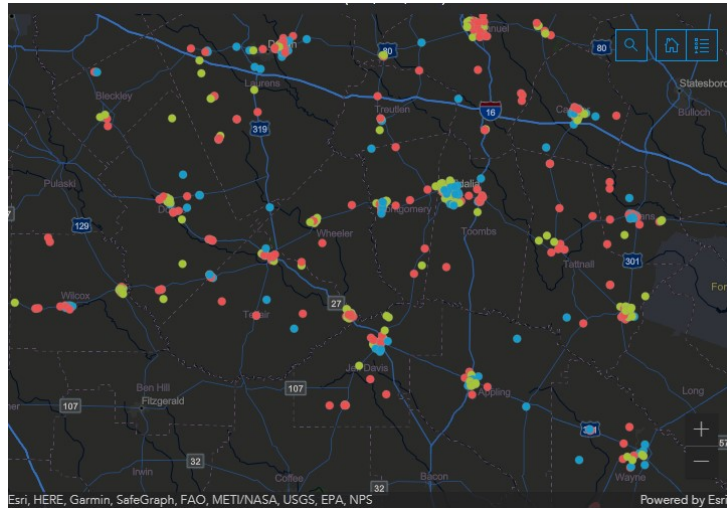 80
80
Laurens
Bleckley
Statesboro
Treutlen
Bulloch
16
319
Pulaski
Montgomery
129
Wheeler
Toombs
Tattnall
301
Wilcox
27
Telfair
Jeff Davis
Ben Hill
107
Appling
Long
107
Fitzgerald
32
Irwin
Coffee
32
Bacon
Wayne
+
−
Esri, HERE, Garmin, SafeGraph, FAO, METI/NASA, USGS, EPA, NPS
Powered by Esri